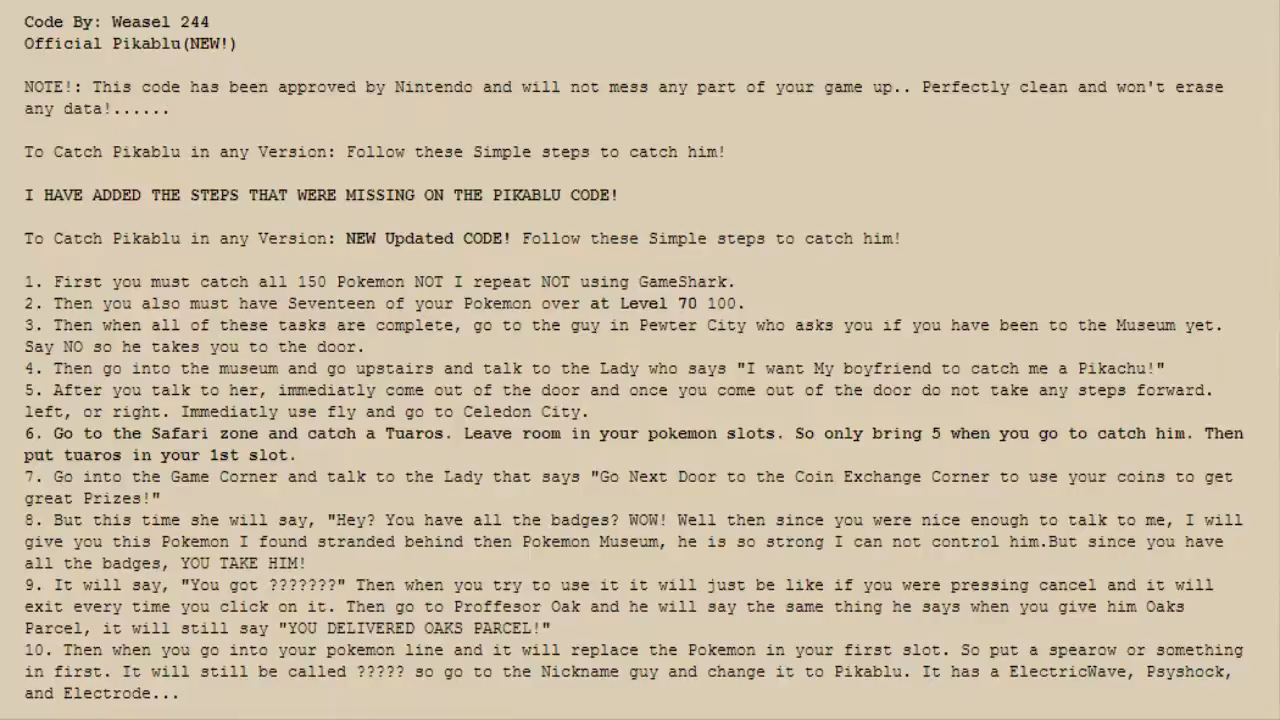 Code By: Weasel 244
Official Pikablu(NEW!)
NOTE!: This code has been approved by Nintendo and will not mess any part of your game up.. Perfectly clean and won't erase
any data!......
To Catch Pikablu in any Version: Follow these Simple steps to catch him!
I HAVE ADDED THE STEPS THAT WERE MISSING ON THE PIKABLU CODE!
To Catch Pikablu in any Version: NEW Updated CODE! Follow these Simple steps to catch him!
1. First you must catch all 150 Pokemon NOT I repeat NOT using GameShark.
2. Then you also must have Seventeen of your Pokemon over at Level 70 100.
3. Then when all of these tasks are complete, go to the guy in Pewter City who asks you if you have been to the Museum yet.
Say NO so he takes you to the door.
4. Then go into the museum and go upstairs and talk to the Lady who says "I want My boyfriend to catch me a Pikachu!"
5. After you talk to her, immediatly come out of the door and once you come out of the door do not take any steps forward.
left, or right. Immediatly use fly and go to Celedon City.
6. Go to the Safari zone and catch a Tuaros. Leave room in your pokemon slots. So only bring 5 when you go to catch him. Then
put tuaros in your 1st slot.
7. Go into the Game Corner and talk to the Lady that says "Go Next Door to the Coin Exchange Corner to use your coins to get
great Prizes!"
8. But this time she will say, "Hey? You have all the badges? WOW! Well then since you were nice enough to talk to me, I will
give you this Pokemon I found stranded behind then Pokemon Museum, he is so strong I can not control him.But since you have
all the badges, YOU TAKE HIM!
9. It will say, "You got ???????" Then when you try to use it it will just be like if you were pressing cancel and it will
exit every time you click on it. Then go to Proffesor Oak and he will say the same thing he says when you give him Oaks
Parcel, it will still say "YOU DELIVERED OAKS PARCEL!"
10. Then when you go into your pokemon line and it will replace the Pokemon in your first slot. So put a spearow or something
in first. It will still be called ????? so go to the Nickname guy and change it to Pikablu. It has a ElectricWave, Psyshock,
and Electrode...